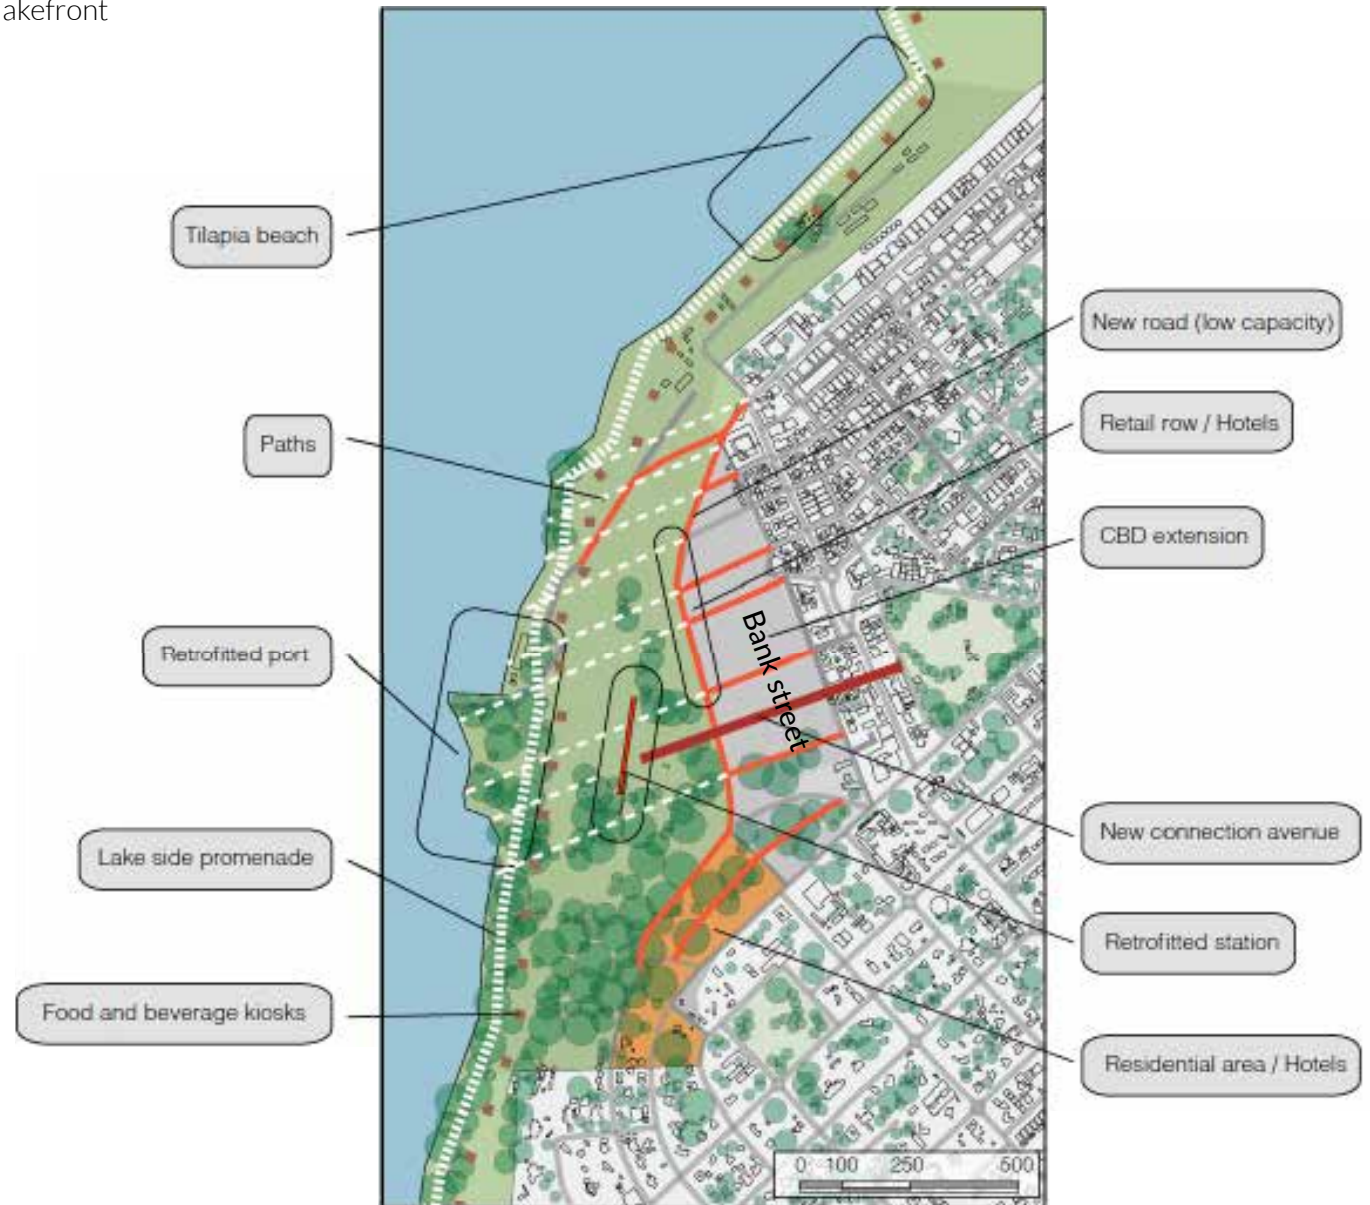 akefront
Tilapia beach
Paths
Retrofitted port
Lake side promenade
Food and beverage kiosks
New road (low capacity)
Retail row / Hotels
CBD extension
Bank street
New connection avenue
Retrofitted station
Residential area / Hotels
0 100 250 500